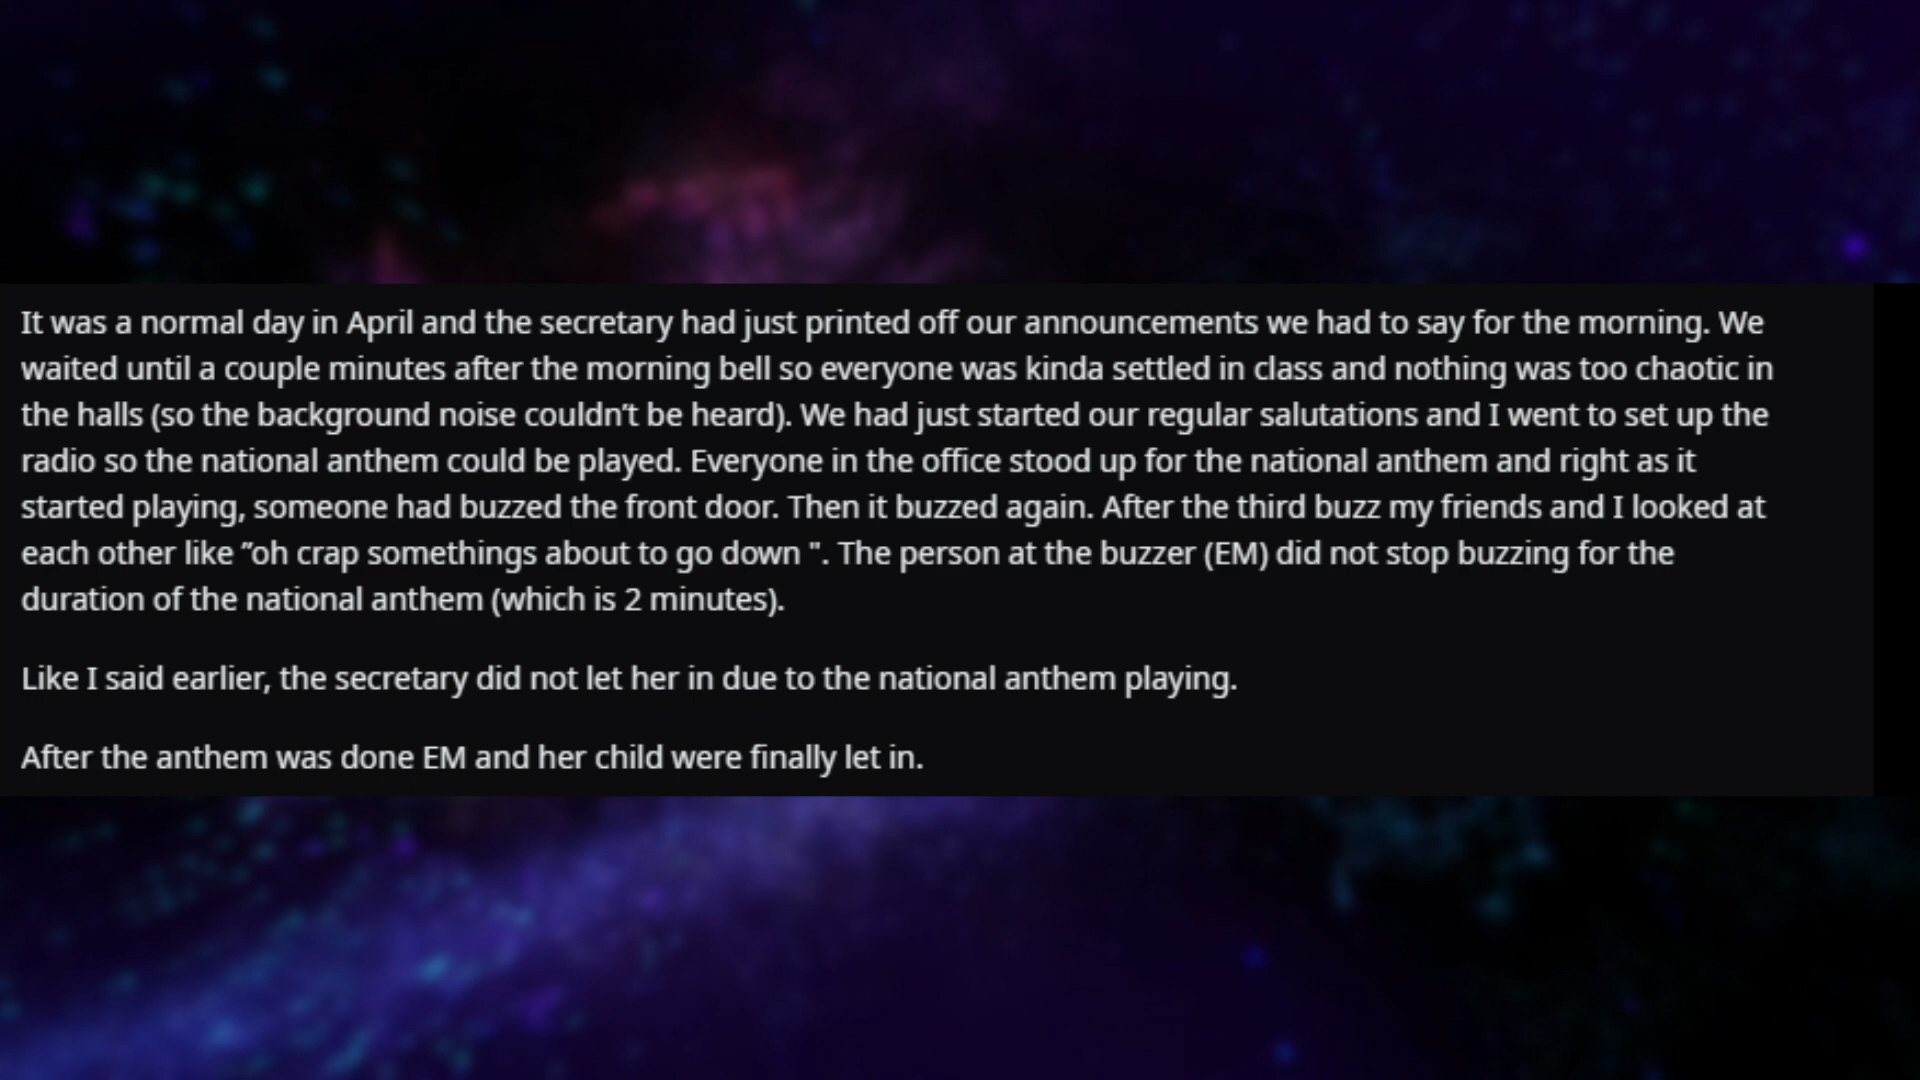 It was a normal day in April and the secretary had just printed off our announcements we had to say for the morning. We
waited until a couple minutes after the morning bell so everyone was kinda settled in class and nothing was too chaotic in
the halls (so the background noise couldn't be heard). We had just started our regular salutations and I went to set up the
radio so the national anthem could be played. Everyone in the office stood up for the national anthem and right as it
started playing, someone had buzzed the front door. Then it buzzed again. After the third buzz my friends and I looked at
each other like ”oh crap somethings about to go down ". The person at the buzzer (EM) did not stop buzzing for the
duration of the national anthem (which is 2 minutes).
Like I said earlier, the secretary did not let her in due to the national anthem playing.
After the anthem was done EM and her child were finally let in.